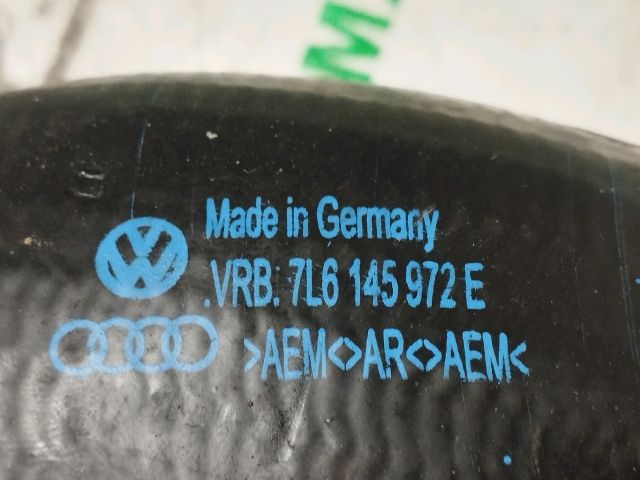 Made in Germany
.VRB: 7L6 145 972 E
>AEM<>AR<>AEM<